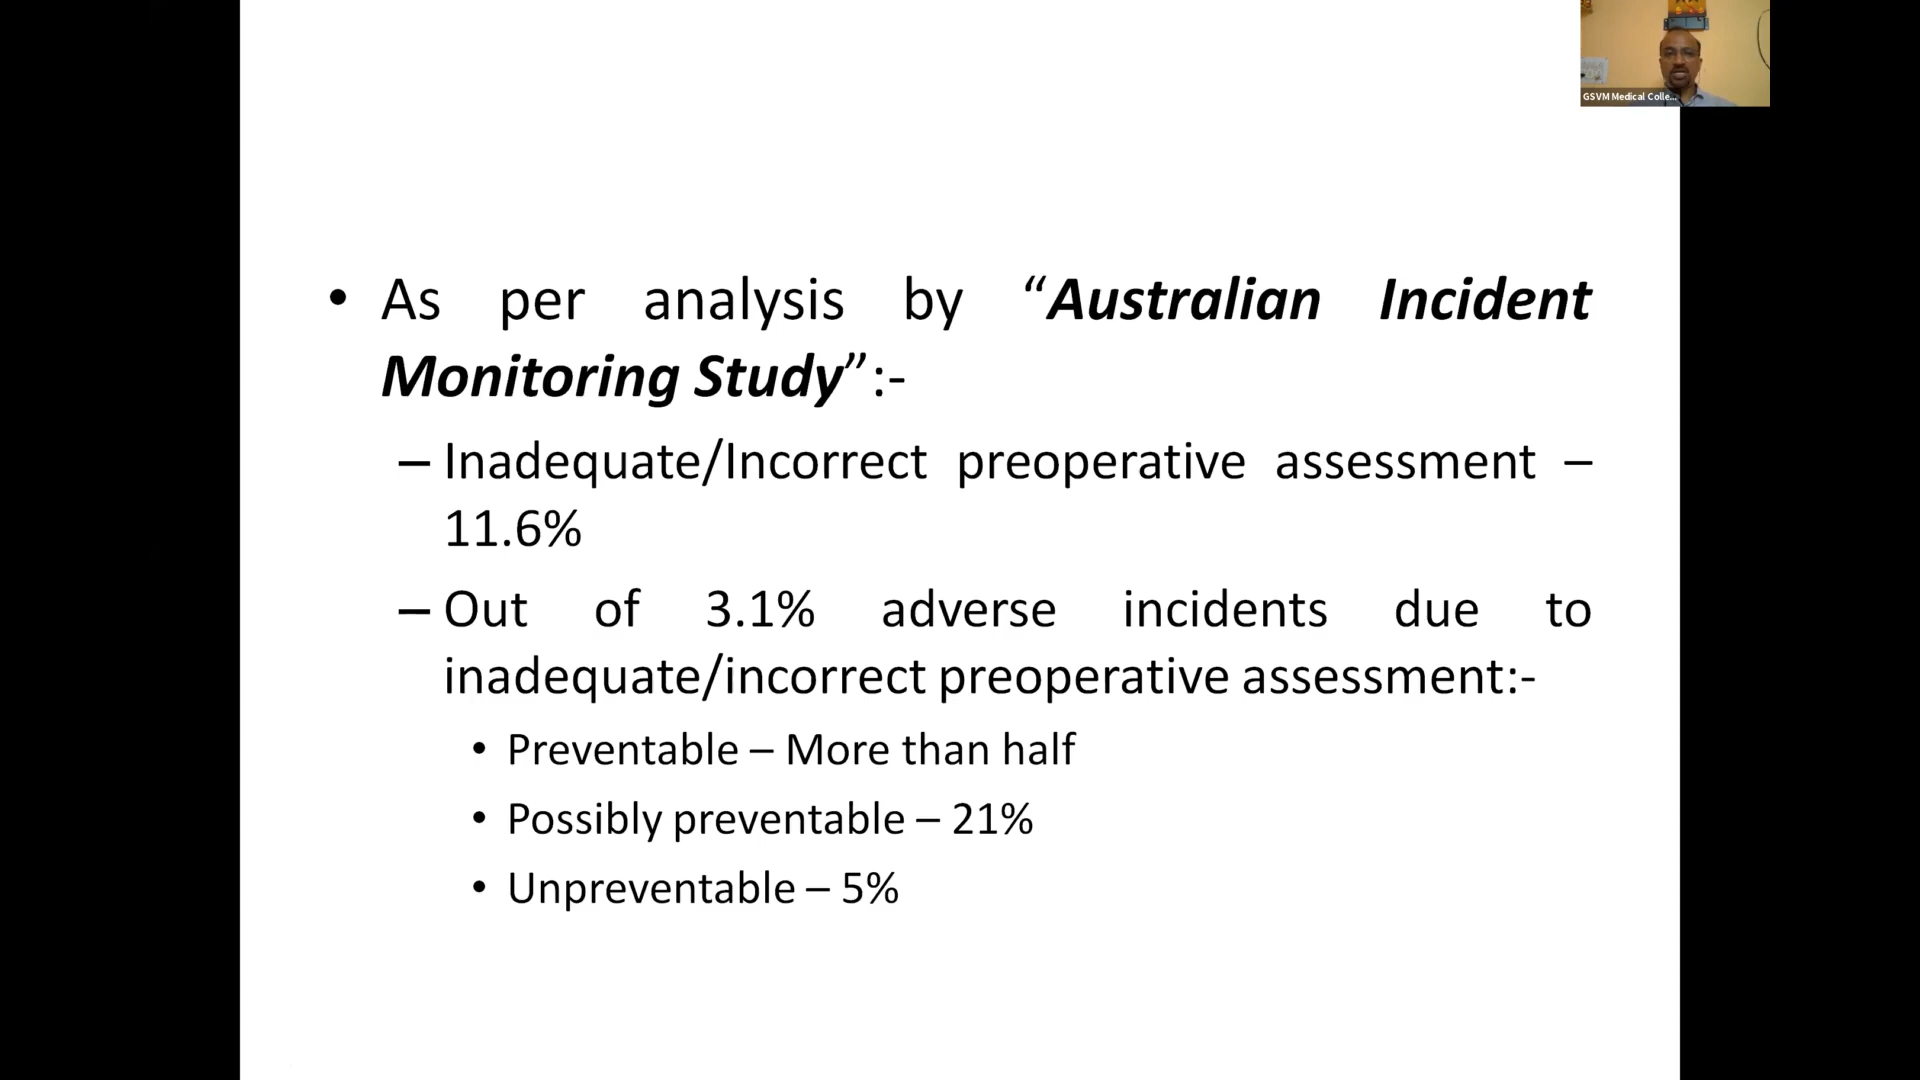 GSVM Medical Colle...
• As per analysis by “Australian Incident
Monitoring Study”:-
– Inadequate/Incorrect preoperative assessment –
11.6%
– Out of 3.1% adverse incidents due to
inadequate/incorrect preoperative assessment:-
• Preventable – More than half
• Possibly preventable – 21%
• Unpreventable – 5%